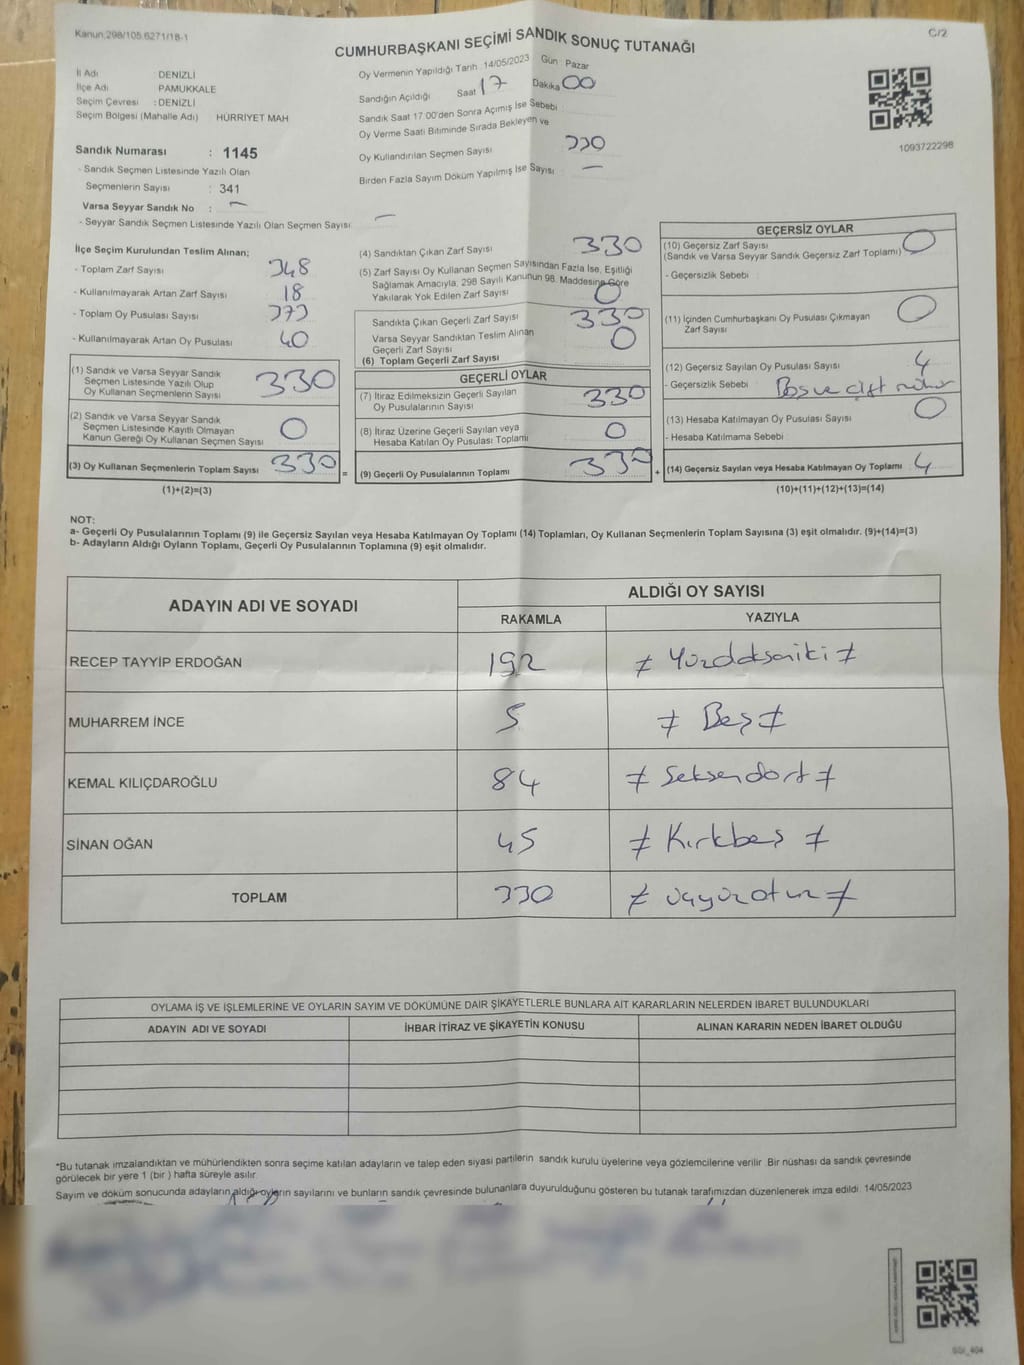 Kanun,298/105.6271/18-1
C/2
CUMHURBAŞKANI SEÇİMİ SANDIK SONUÇ TUTANAĞI
İl Adı DENİZLİ
İlçe Adı PAMUKKALE
Seçim Çevresi : DENİZLİ
Seçim Bölgesi (Mahalle Adı) HÜRRİYET MAH
Sandık Numarası : 1145
- Sandık Seçmen Listesinde Yazılı Olan
Seçmenlerin Sayısı : 341
Varsa Seyyar Sandık No : -
- Seyyar Sandık Seçmen Listesinde Yazılı Olan Seçmen Sayısı: -
Oy Vermenin Yapıldığı Tarih 14/05/2023 Gün Pazar
Sandığın Açıldığı Saat 17 Dakika 00
Sandık Saat 17 00'den Sonra Açımış İse Sebebi
Oy Verme Saati Bitiminde Sırada Bekleyen ve
Oy Kullandırılan Seçmen Sayısı 330
Birden Fazla Sayım Döküm Yapılmış İse Sayısı -
1093722298
İlçe Seçim Kurulundan Teslim Alınan;
- Toplam Zarf Sayısı 348
- Kullanılmayarak Artan Zarf Sayısı 18
- Toplam Oy Pusulası Sayısı 373
- Kullanılmayarak Artan Oy Pusulası 40
(1) Sandık ve Varsa Seyyar Sandık
Seçmen Listesinde Yazılı Olup
Oy Kullanan Seçmenlerin Sayısı 330
(2) Sandık ve Varsa Seyyar Sandık
Seçmen Listesinde Kayıtlı Olmayan
Kanun Gereği Oy Kullanan Seçmen Sayısı 0
(3) Oy Kullanan Seçmenlerin Toplam Sayısı 330
(1)+(2)=(3)
(4) Sandıktan Çıkan Zarf Sayısı 330
(5) Zarf Sayısı Oy Kullanan Seçmen Sayısından Fazla İse, Eşitliği
Sağlamak Amacıyla, 298 Sayılı Kanunun 98. Maddesine Göre
Yakılarak Yok Edilen Zarf Sayısı 0
Sandıkta Çıkan Geçerli Zarf Sayısı 330
Varsa Seyyar Sandıktan Teslim Alınan
Geçerli Zarf Sayısı 0
(6) Toplam Geçerli Zarf Sayısı
GEÇERLİ OYLAR
(7) İtiraz Edilmeksizin Geçerli Sayılan
Oy Pusulalarının Sayısı 330
(8) İtiraz Üzerine Geçerli Sayılan veya
Hesaba Katılan Oy Pusulası Toplamı 0
= (9) Geçerli Oy Pusulalarının Toplamı 330 +
GEÇERSİZ OYLAR
(10) Geçersiz Zarf Sayısı 0
(Sandık ve Varsa Seyyar Sandık Geçersiz Zarf Toplamı)
- Geçersizlik Sebebi
(11) İçinden Cumhurbaşkanı Oy Pusulası Çıkmayan
Zarf Sayısı 0
(12) Geçersiz Sayılan Oy Pusulası Sayısı 4
- Geçersizlik Sebebi Boş ve çift mühür
(13) Hesaba Katılmayan Oy Pusulası Sayısı 0
- Hesaba Katılmama Sebebi
(14) Geçersiz Sayılan veya Hesaba Katılmayan Oy Toplamı 4
(10)+(11)+(12)+(13)=(14)
NOT:
a- Geçerli Oy Pusulalarının Toplamı (9) ile Geçersiz Sayılan veya Hesaba Katılmayan Oy Toplamı (14) Toplamları, Oy Kullanan Seçmenlerin Toplam Sayısına (3) eşit olmalıdır. (9)+(14)=(3)
b- Adayların Aldığı Oyların Toplamı, Geçerli Oy Pusulalarının Toplamına (9) eşit olmalıdır.
ADAYIN ADI VE SOYADI ALDIĞI OY SAYISI
RAKAMLA YAZIYLA
RECEP TAYYİP ERDOĞAN 192 ≠ Yüzdoksaniki ≠
MUHARREM İNCE 5 ≠ Beş ≠
KEMAL KILIÇDAROĞLU 84 ≠ Seksendört ≠
SİNAN OĞAN 45 ≠ Kırkbeş ≠
TOPLAM 330 ≠ üçyüzotuz ≠
OYLAMA İŞ VE İŞLEMLERİNE VE OYLARIN SAYIM VE DÖKÜMÜNE DAİR ŞİKAYETLERLE BUNLARA AİT KARARLARIN NELERDEN İBARET BULUNDUKLARI
ADAYIN ADI VE SOYADI İHBAR İTİRAZ VE ŞİKAYETİN KONUSU ALINAN KARARIN NEDEN İBARET OLDUĞU
*Bu tutanak imzalandıktan ve mühürlendikten sonra seçime katılan adayların ve talep eden siyasi partilerin sandık kurulu üyelerine veya gözlemcilerine verilir Bir nüshası da sandık çevresinde
görülecek bir yere 1 (bir ) hafta süreyle asılır
Sayım ve döküm sonucunda adayların aldığı oyların sayılarını ve bunların sandık çevresinde bulunanlara duyurulduğunu gösteren bu tutanak tarafımızdan düzenlenerek imza edildi. 14/05/2023